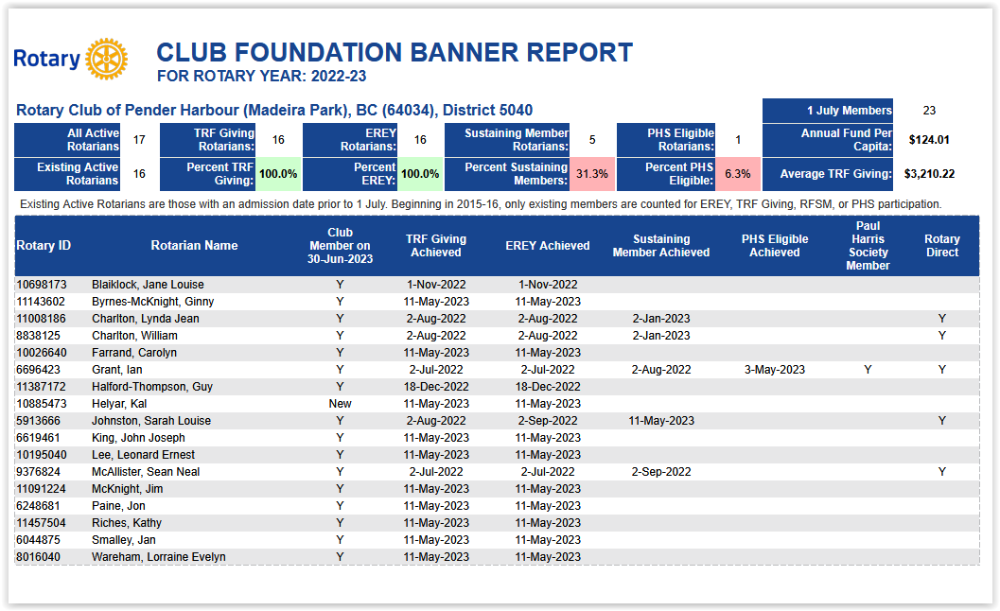 Rotary
CLUB FOUNDATION BANNER REPORT
FOR ROTARY YEAR: 2022-23
Rotary Club of Pender Harbour (Madeira Park), BC (64034), District 5040
1 July Members 23
All Active Rotarians 17 TRF Giving Rotarians: 16 EREY Rotarians: 16 Sustaining Member Rotarians: 5 PHS Eligible Rotarians: 1 Annual Fund Per Capita: $124.01
Existing Active Rotarians 16 Percent TRF Giving: 100.0% Percent EREY: 100.0% Percent Sustaining Members: 31.3% Percent PHS Eligible: 6.3% Average TRF Giving: $3,210.22
Existing Active Rotarians are those with an admission date prior to 1 July. Beginning in 2015-16, only existing members are counted for EREY, TRF Giving, RFSM, or PHS participation.
Rotary ID Rotarian Name Club Member on 30-Jun-2023 TRF Giving Achieved EREY Achieved Sustaining Member Achieved PHS Eligible Achieved Paul Harris Society Member Rotary Direct
10698173 Blaiklock, Jane Louise Y 1-Nov-2022 1-Nov-2022
11143602 Byrnes-McKnight, Ginny Y 11-May-2023 11-May-2023
11008186 Charlton, Lynda Jean Y 2-Aug-2022 2-Aug-2022 2-Jan-2023 Y
8838125 Charlton, William Y 2-Aug-2022 2-Aug-2022 2-Jan-2023 Y
10026640 Farrand, Carolyn Y 11-May-2023 11-May-2023
6696423 Grant, Ian Y 2-Jul-2022 2-Jul-2022 2-Aug-2022 3-May-2023 Y Y
11387172 Halford-Thompson, Guy Y 18-Dec-2022 18-Dec-2022
10885473 Helyar, Kal New 11-May-2023 11-May-2023
5913666 Johnston, Sarah Louise Y 2-Aug-2022 2-Sep-2022 11-May-2023 Y
6619461 King, John Joseph Y 11-May-2023 11-May-2023
10195040 Lee, Leonard Ernest Y 11-May-2023 11-May-2023
9376824 McAllister, Sean Neal Y 2-Jul-2022 2-Jul-2022 2-Sep-2022 Y
11091224 McKnight, Jim Y 11-May-2023 11-May-2023
6248681 Paine, Jon Y 11-May-2023 11-May-2023
11457504 Riches, Kathy Y 11-May-2023 11-May-2023
6044875 Smalley, Jan Y 11-May-2023 11-May-2023
8016040 Wareham, Lorraine Evelyn Y 11-May-2023 11-May-2023